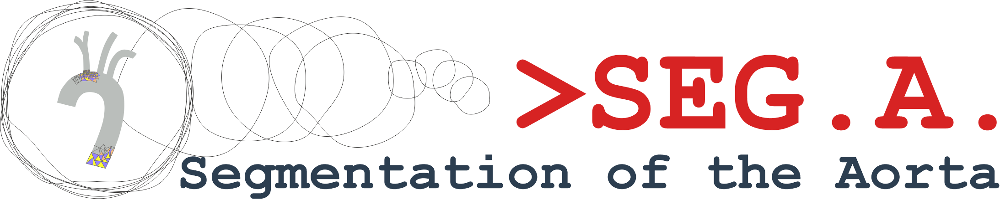 >SEG.A.
Segmentation of the Aorta